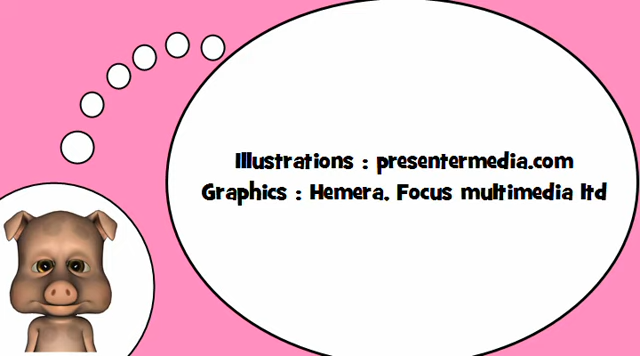 Illustrations : presentermedia.com
Graphics : Hemera. Focus multimedia ltd